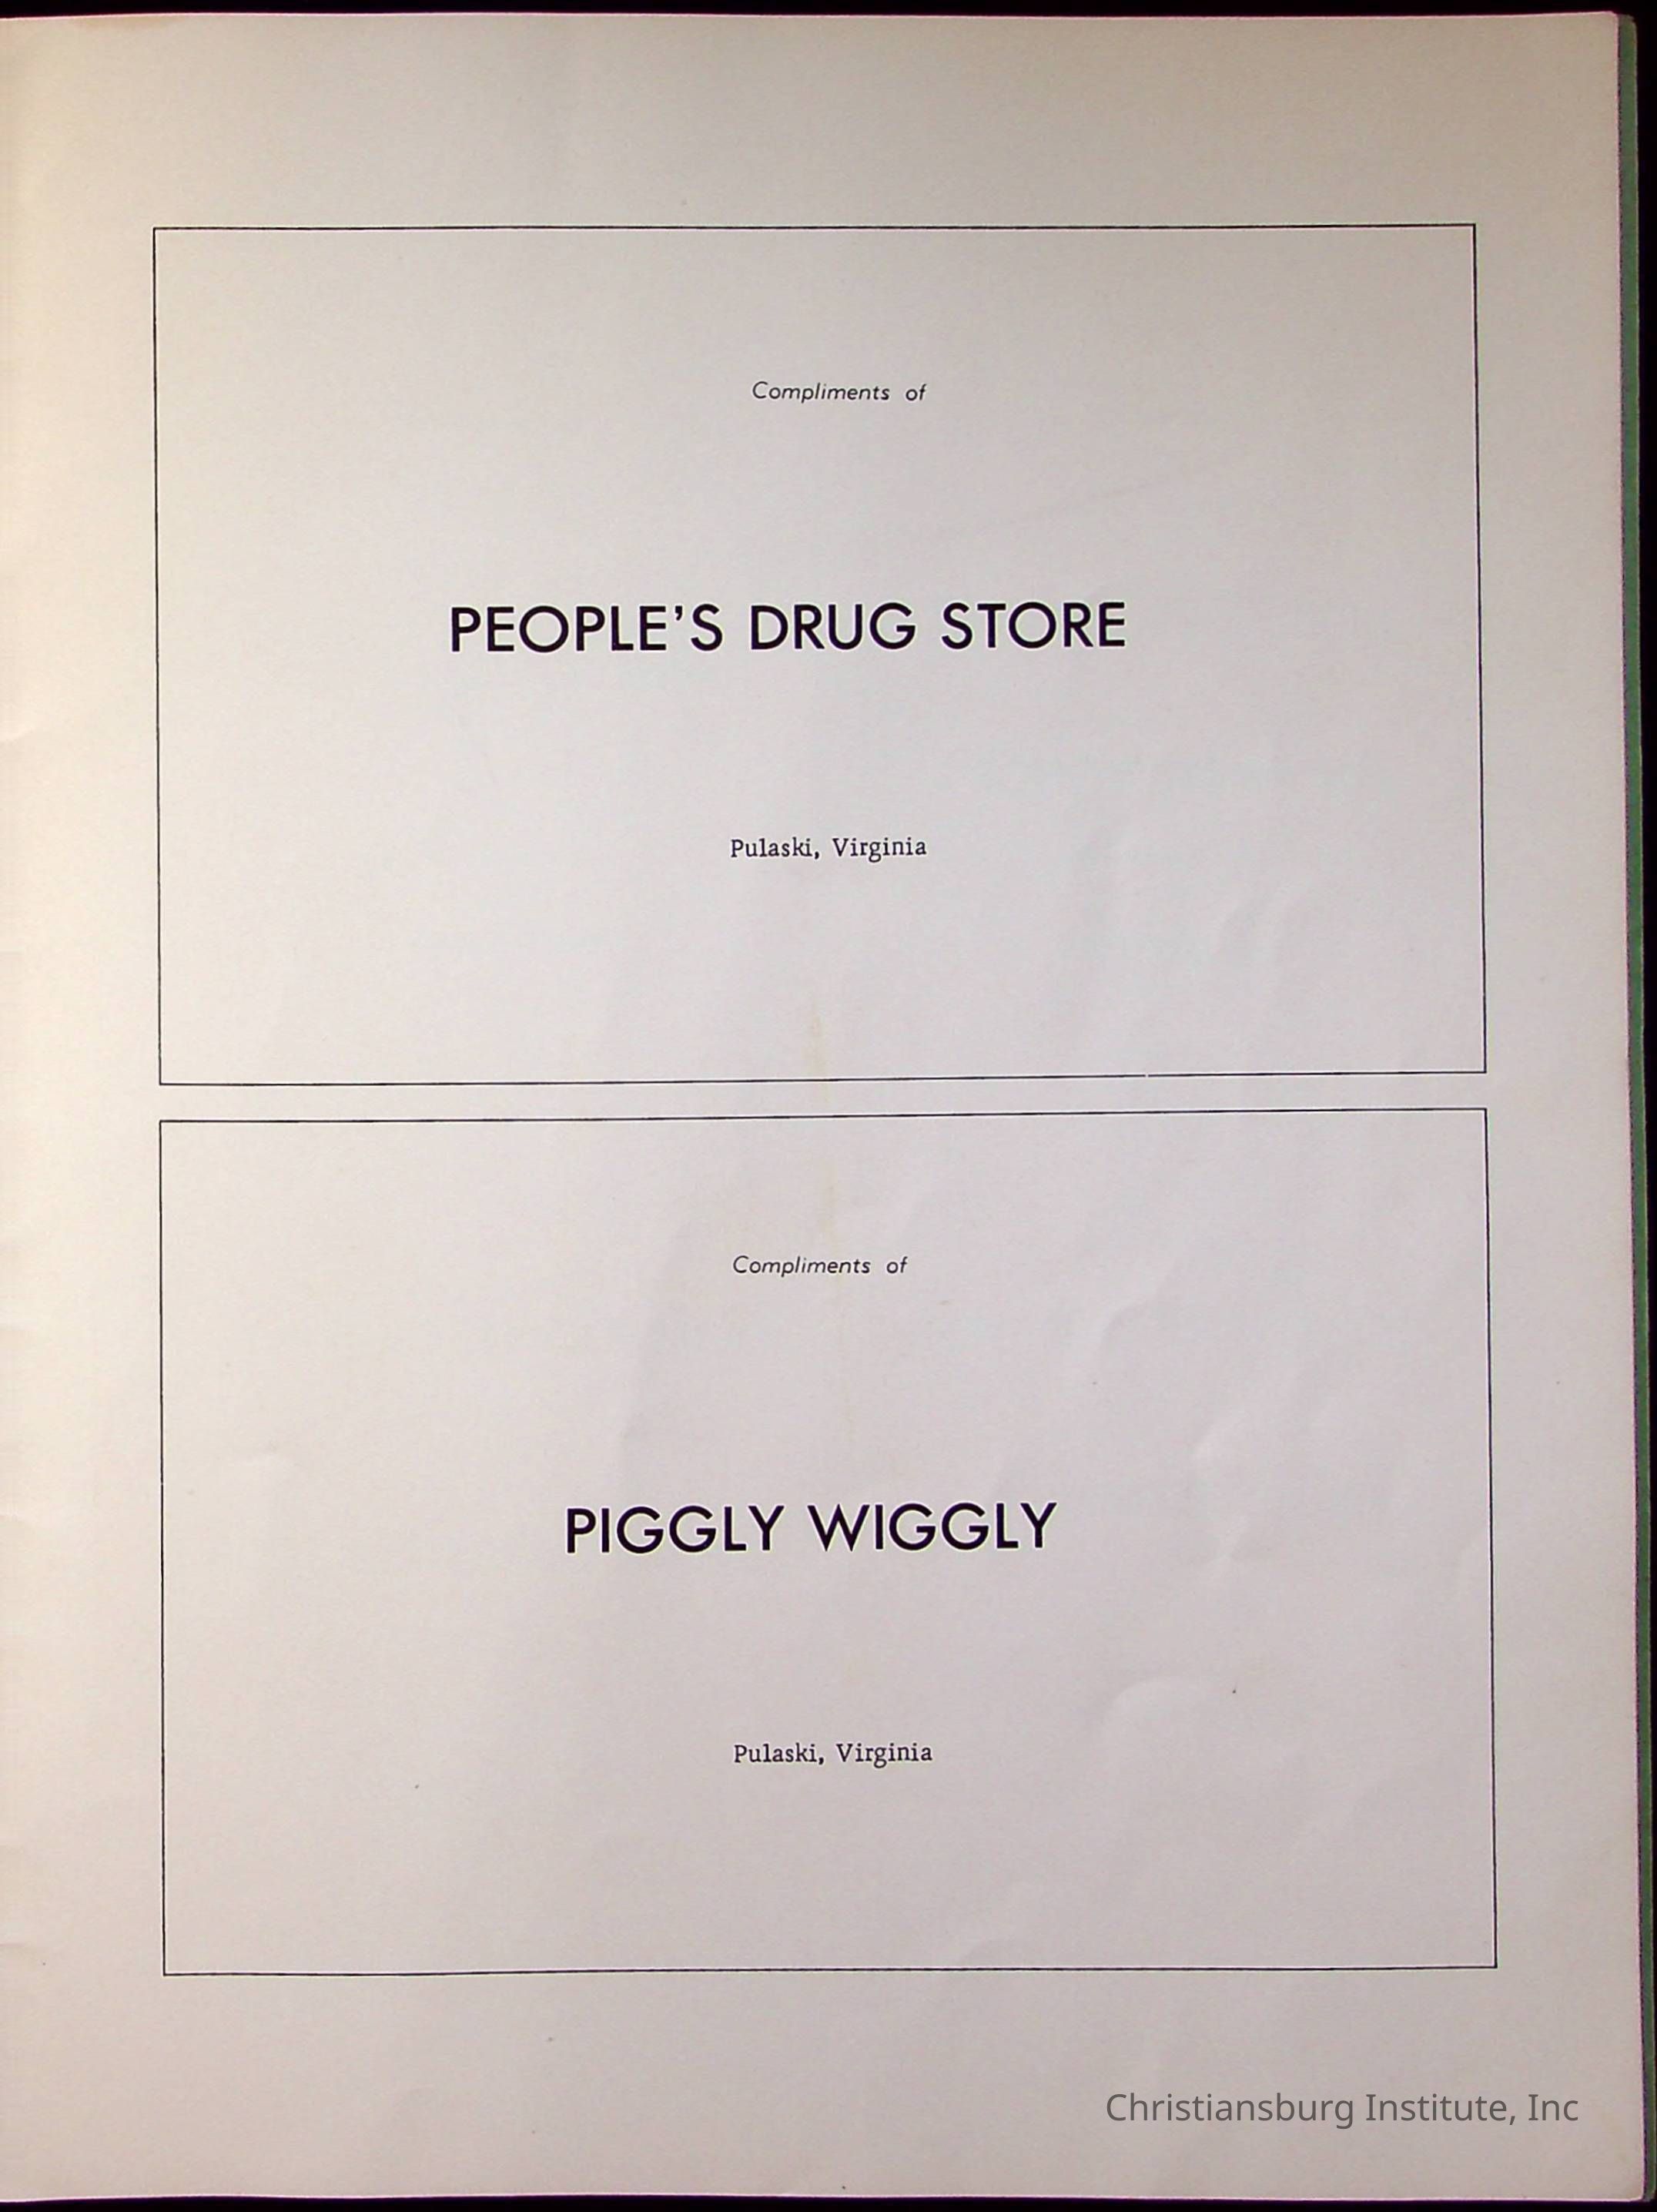 Compliments of
PEOPLE'S DRUG STORE
Pulaski, Virginia
Compliments of
PIGGLY WIGGLY
Pulaski, Virginia
Christiansburg Institute, Inc